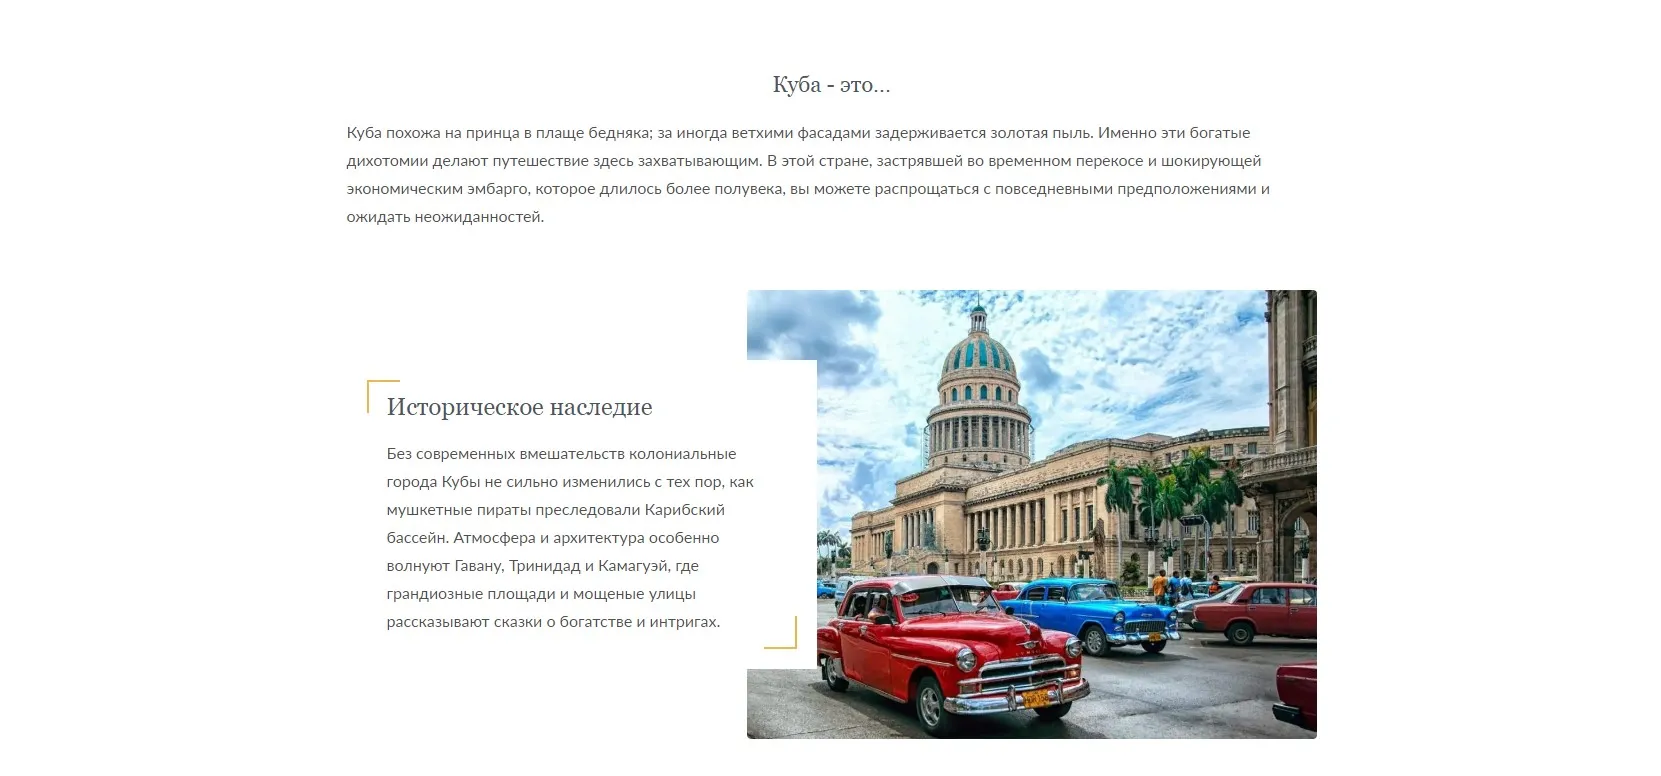 Куба - это...
Куба похожа на принца в плаще бедняка; за иногда ветхими фасадами задерживается золотая пыль. Именно эти богатые
дихотомии делают путешествие здесь захватывающим. В этой стране, застрявшей во временном перекосе и шокирующей
экономическим эмбарго, которое длилось более полувека, вы можете распрощаться с повседневными предположениями и
ожидать неожиданностей.
Историческое наследие
Без современных вмешательств колониальные
города Кубы не сильно изменились с тех пор, как
мушкетные пираты преследовали Карибский
бассейн. Атмосфера и архитектура особенно
волнуют Гавану, Тринидад и Камагуэй, где
грандиозные площади и мощеные улицы
рассказывают сказки о богатстве и интригах.